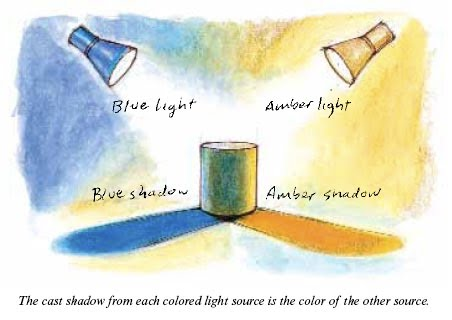 Blue light
Amber light
Blue shadow
Amber shadow
The cast shadow from each colored light source is the color of the other source.